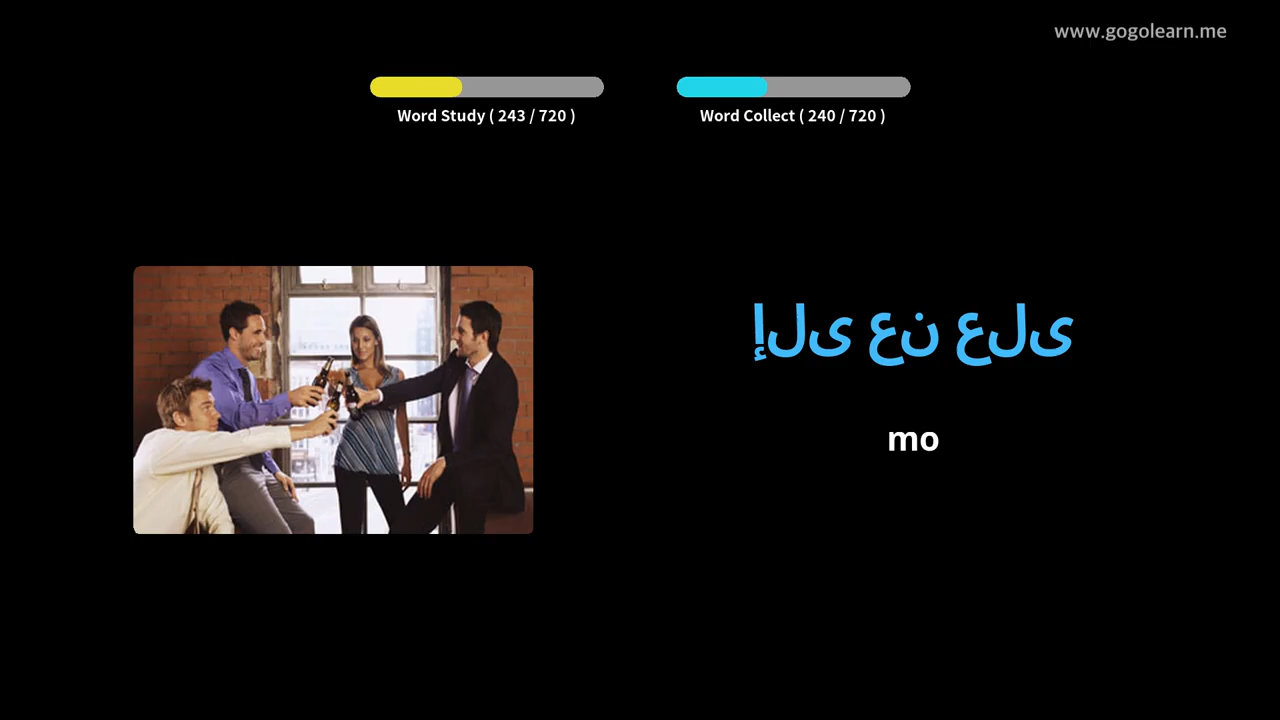 www.gogolearn.me
Word Study ( 243 / 720 )
Word Collect ( 240 / 720 )
إلى عن على
mo